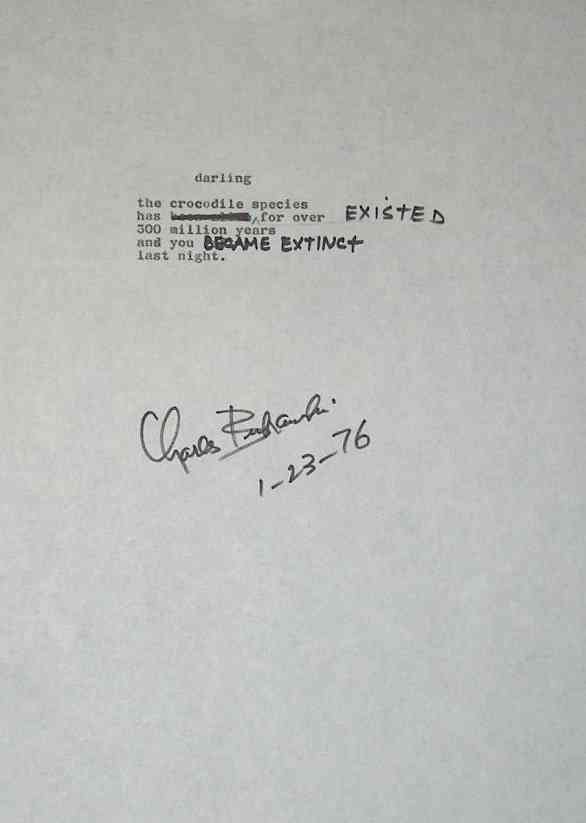 darling
the crocodile species
has ^ for over EXISTED
300 million years
and you BECAME EXTINCT
last night.
Charles Bukowski
1-23-76